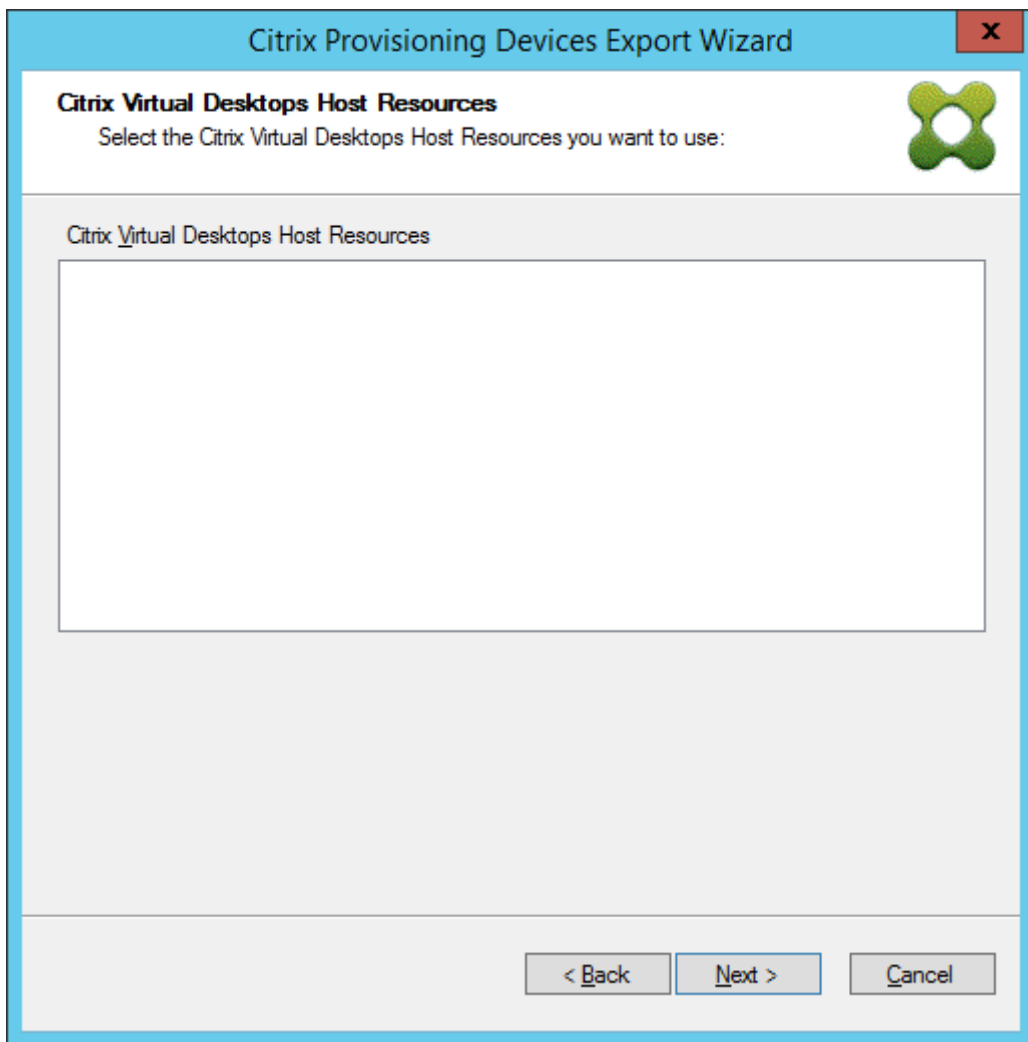 Citrix Provisioning Devices Export Wizard
x
Citrix Virtual Desktops Host Resources
Select the Citrix Virtual Desktops Host Resources you want to use:
Citrix Virtual Desktops Host Resources
< Back
Next >
Cancel